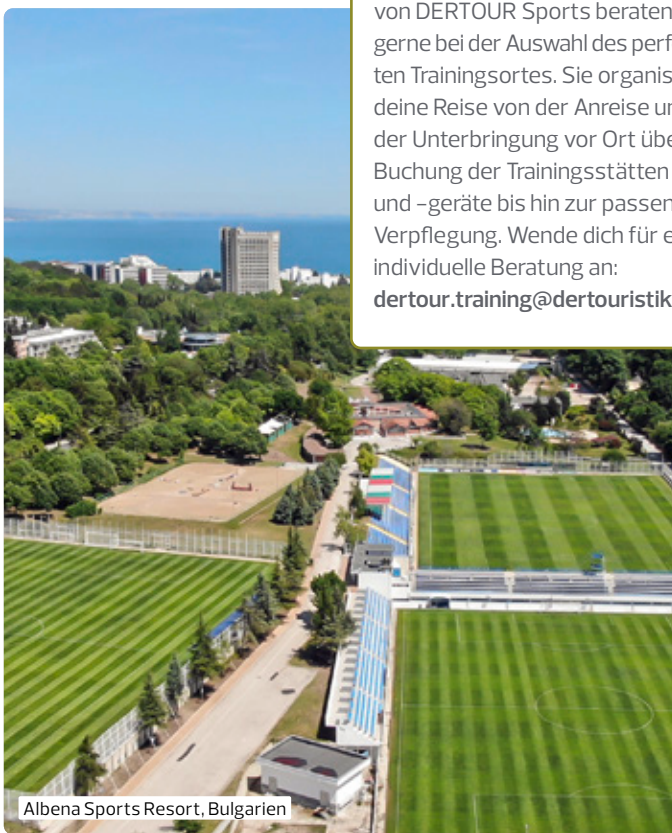 von DERTOUR Sports beraten
gerne bei der Auswahl des perf
ten Trainingsortes. Sie organis
deine Reise von der Anreise u
der Unterbringung vor Ort übe
Buchung der Trainingsstätten
und -geräte bis hin zur passen
Verpflegung. Wende dich für e
individuelle Beratung an:
dertour.training@dertouristik
Albena Sports Resort, Bulgarien